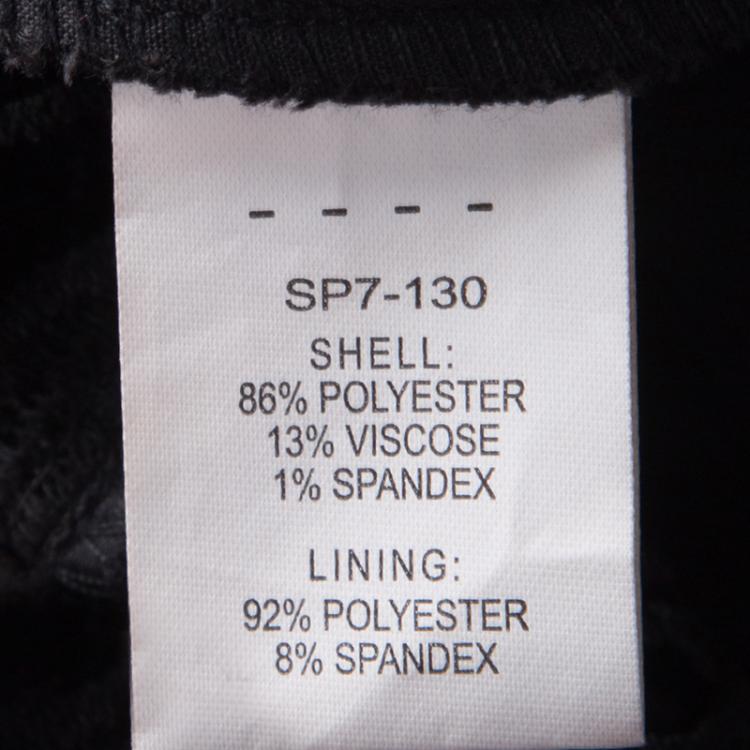 - - - -
SP7-130
SHELL:
86% POLYESTER
13% VISCOSE
1% SPANDEX
LINING:
92% POLYESTER
8% SPANDEX